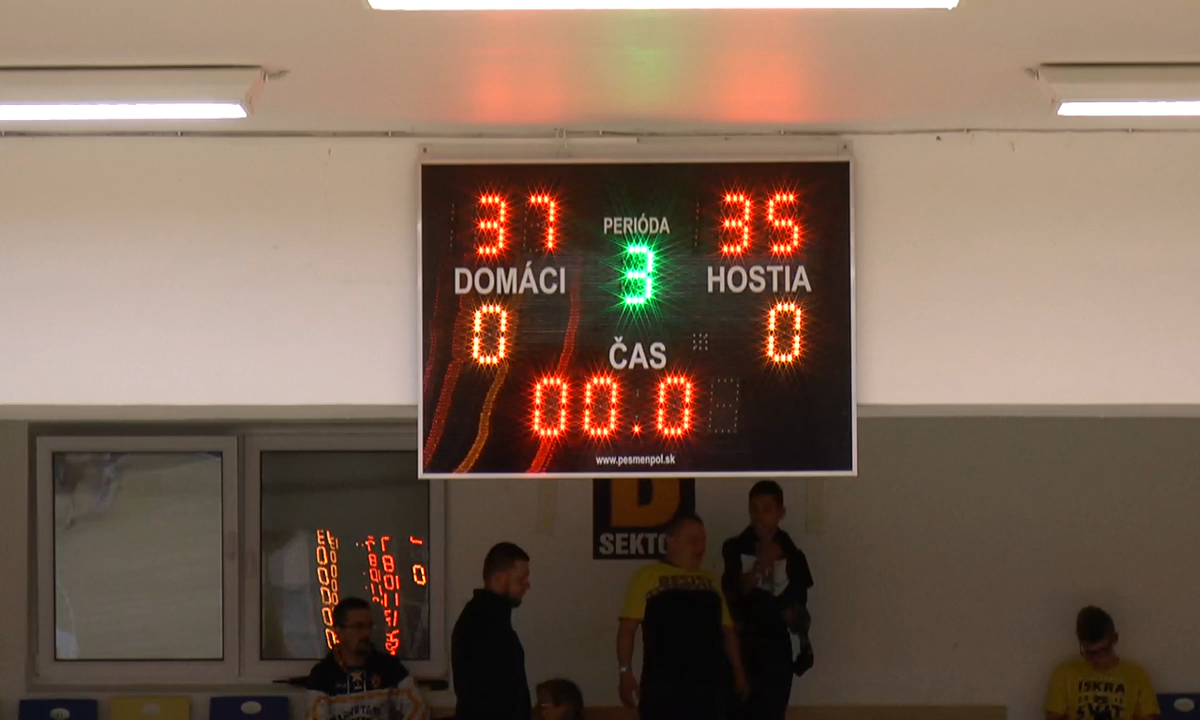 37 PERIÓDA 35
DOMÁCI 3 HOSTIA
0 ČAS 0
00.0
www.pesmenpol.sk
SEKTO
ISKRA